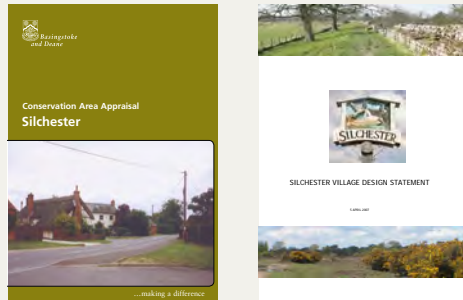 Basingstoke
and Deane
Conservation Area Appraisal
Silchester
...making a difference
SILCHESTER
SILCHESTER VILLAGE DESIGN STATEMENT